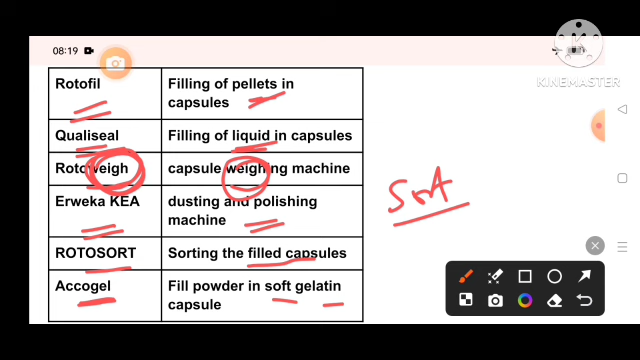 08:19
KINEMASTER
Rotofil
Filling of pellets in
capsules
Qualiseal
Filling of liquid in capsules
Rotoweigh
capsule weighing machine
Erweka KEA
dusting and polishing
machine
ROTOSORT
Sorting the filled capsules
Accogel
Fill powder in soft gelatin
capsule
Sort